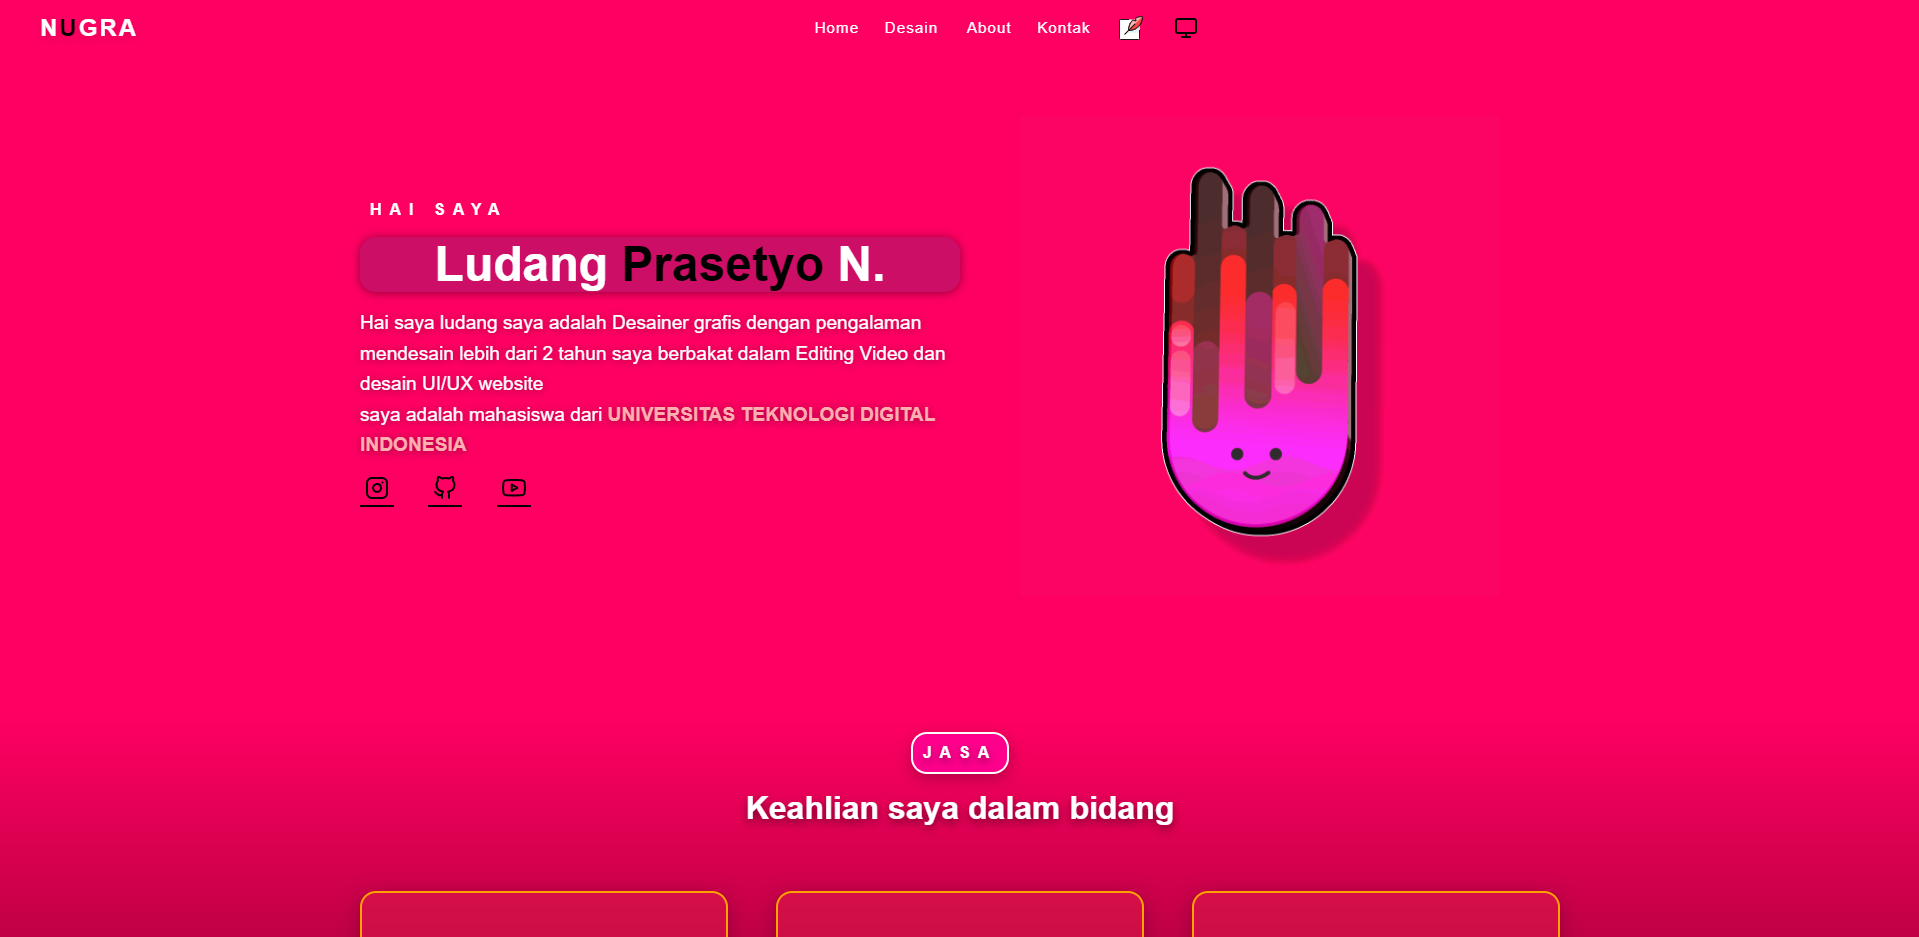 NUGRA
Home Desain About Kontak
HAI SAYA
Ludang Prasetyo N.
Hai saya ludang saya adalah Desainer grafis dengan pengalaman
mendesain lebih dari 2 tahun saya berbakat dalam Editing Video dan
desain UI/UX website
saya adalah mahasiswa dari UNIVERSITAS TEKNOLOGI DIGITAL
INDONESIA
JASA
Keahlian saya dalam bidang